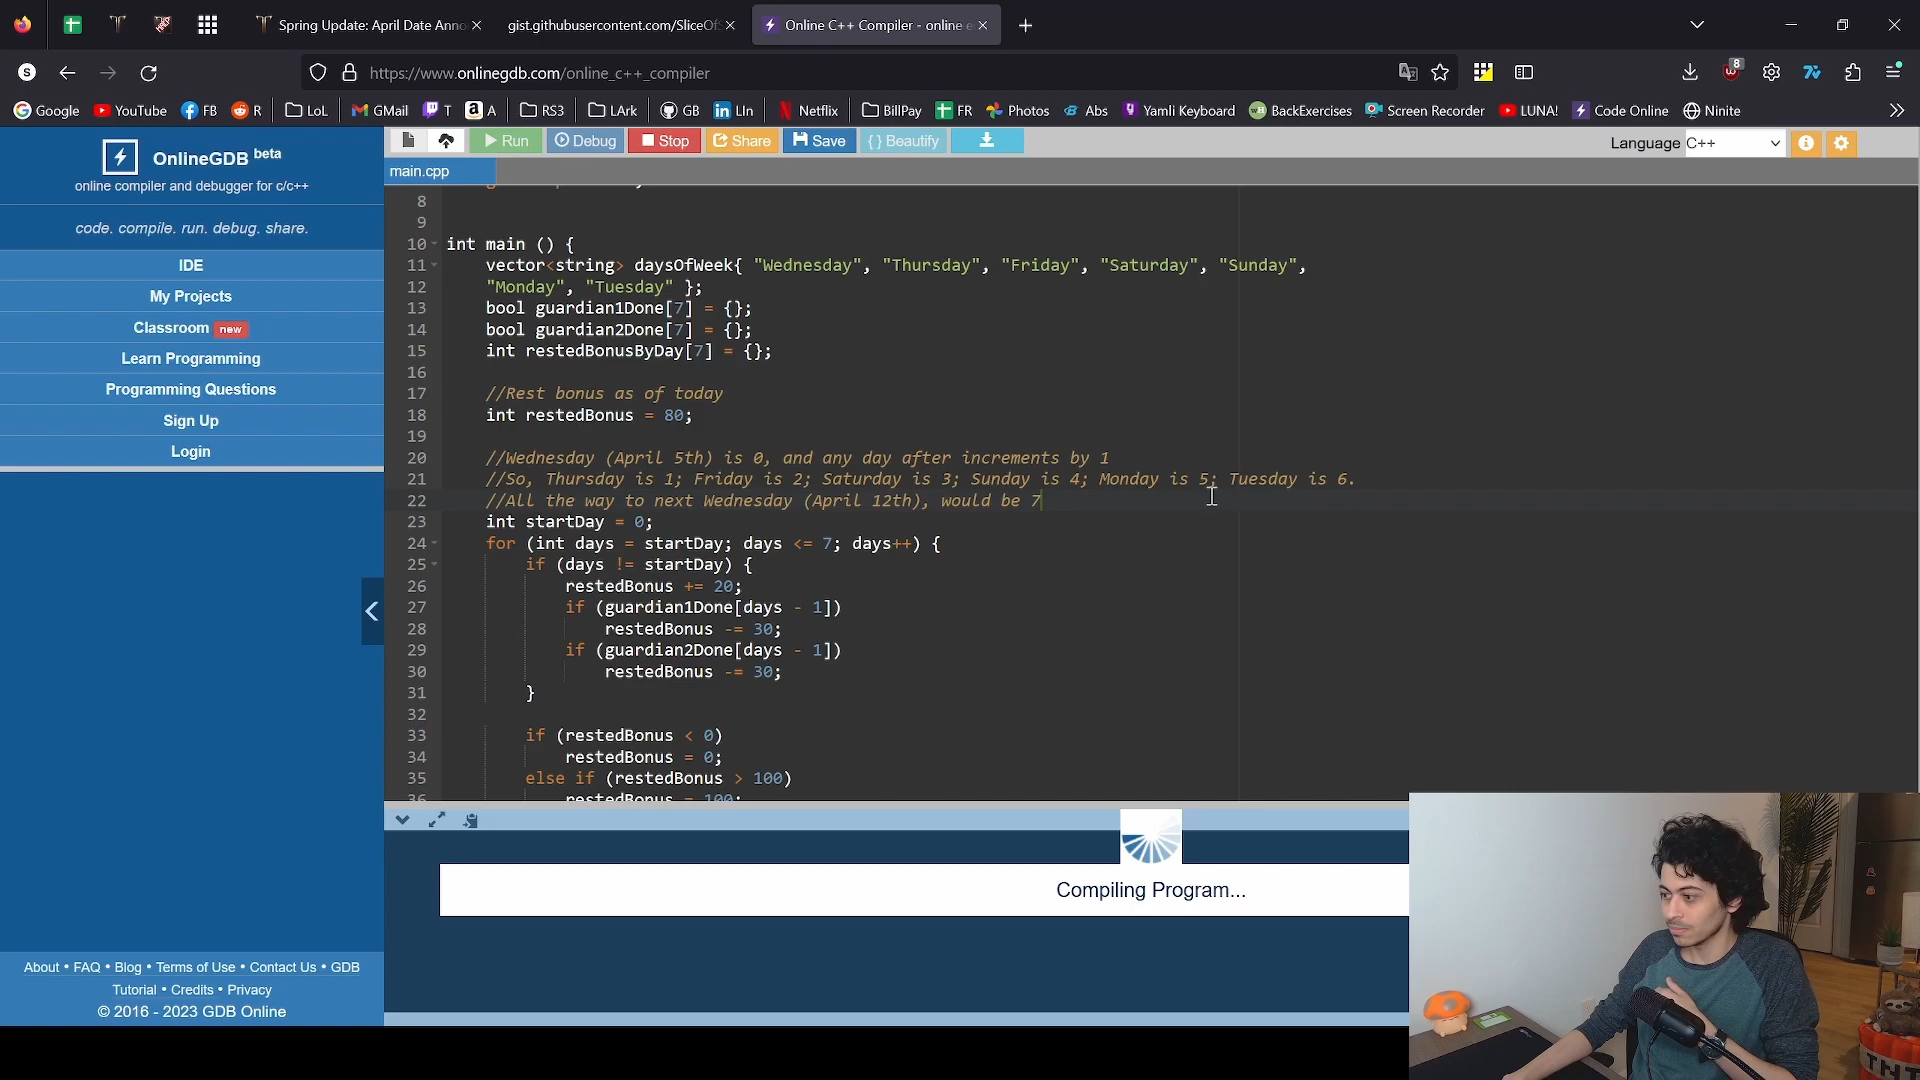 Spring Update: April Date Anno
gist.githubusercontent.com/SliceOf
Online C++ Compiler - online e
S
https://www.onlinegdb.com/online_c++_compiler
8
Google
YouTube
FB
R
LoL
GMail
T
A
RS3
LArk
GB
LIn
Netflix
BillPay
FR
Photos
Abs
Yamli Keyboard
BackExercises
Screen Recorder
LUNA!
Code Online
Ninite
OnlineGDB beta
online compiler and debugger for c/c++
code. compile. run. debug. share.
IDE
My Projects
Classroom new
Learn Programming
Programming Questions
Sign Up
Login
About • FAQ • Blog • Terms of Use • Contact Us • GDB
Tutorial • Credits • Privacy
© 2016 - 2023 GDB Online
Run
Debug
Stop
Share
Save
{ } Beautify
Language C++
main.cpp
8
9
10 int main () {
11 vector<string> daysOfWeek{ "Wednesday", "Thursday", "Friday", "Saturday", "Sunday",
12 "Monday", "Tuesday" };
13 bool guardian1Done[7] = {};
14 bool guardian2Done[7] = {};
15 int restedBonusByDay[7] = {};
16
17 //Rest bonus as of today
18 int restedBonus = 80;
19
20 //Wednesday (April 5th) is 0, and any day after increments by 1
21 //So, Thursday is 1; Friday is 2; Saturday is 3; Sunday is 4; Monday is 5; Tuesday is 6.
22 //All the way to next Wednesday (April 12th), would be 7
23 int startDay = 0;
24 for (int days = startDay; days <= 7; days++) {
25 if (days != startDay) {
26 restedBonus += 20;
27 if (guardian1Done[days - 1])
28 restedBonus -= 30;
29 if (guardian2Done[days - 1])
30 restedBonus -= 30;
31 }
32
33 if (restedBonus < 0)
34 restedBonus = 0;
35 else if (restedBonus > 100)
36 restedBonus = 100;
Compiling Program...
TNT